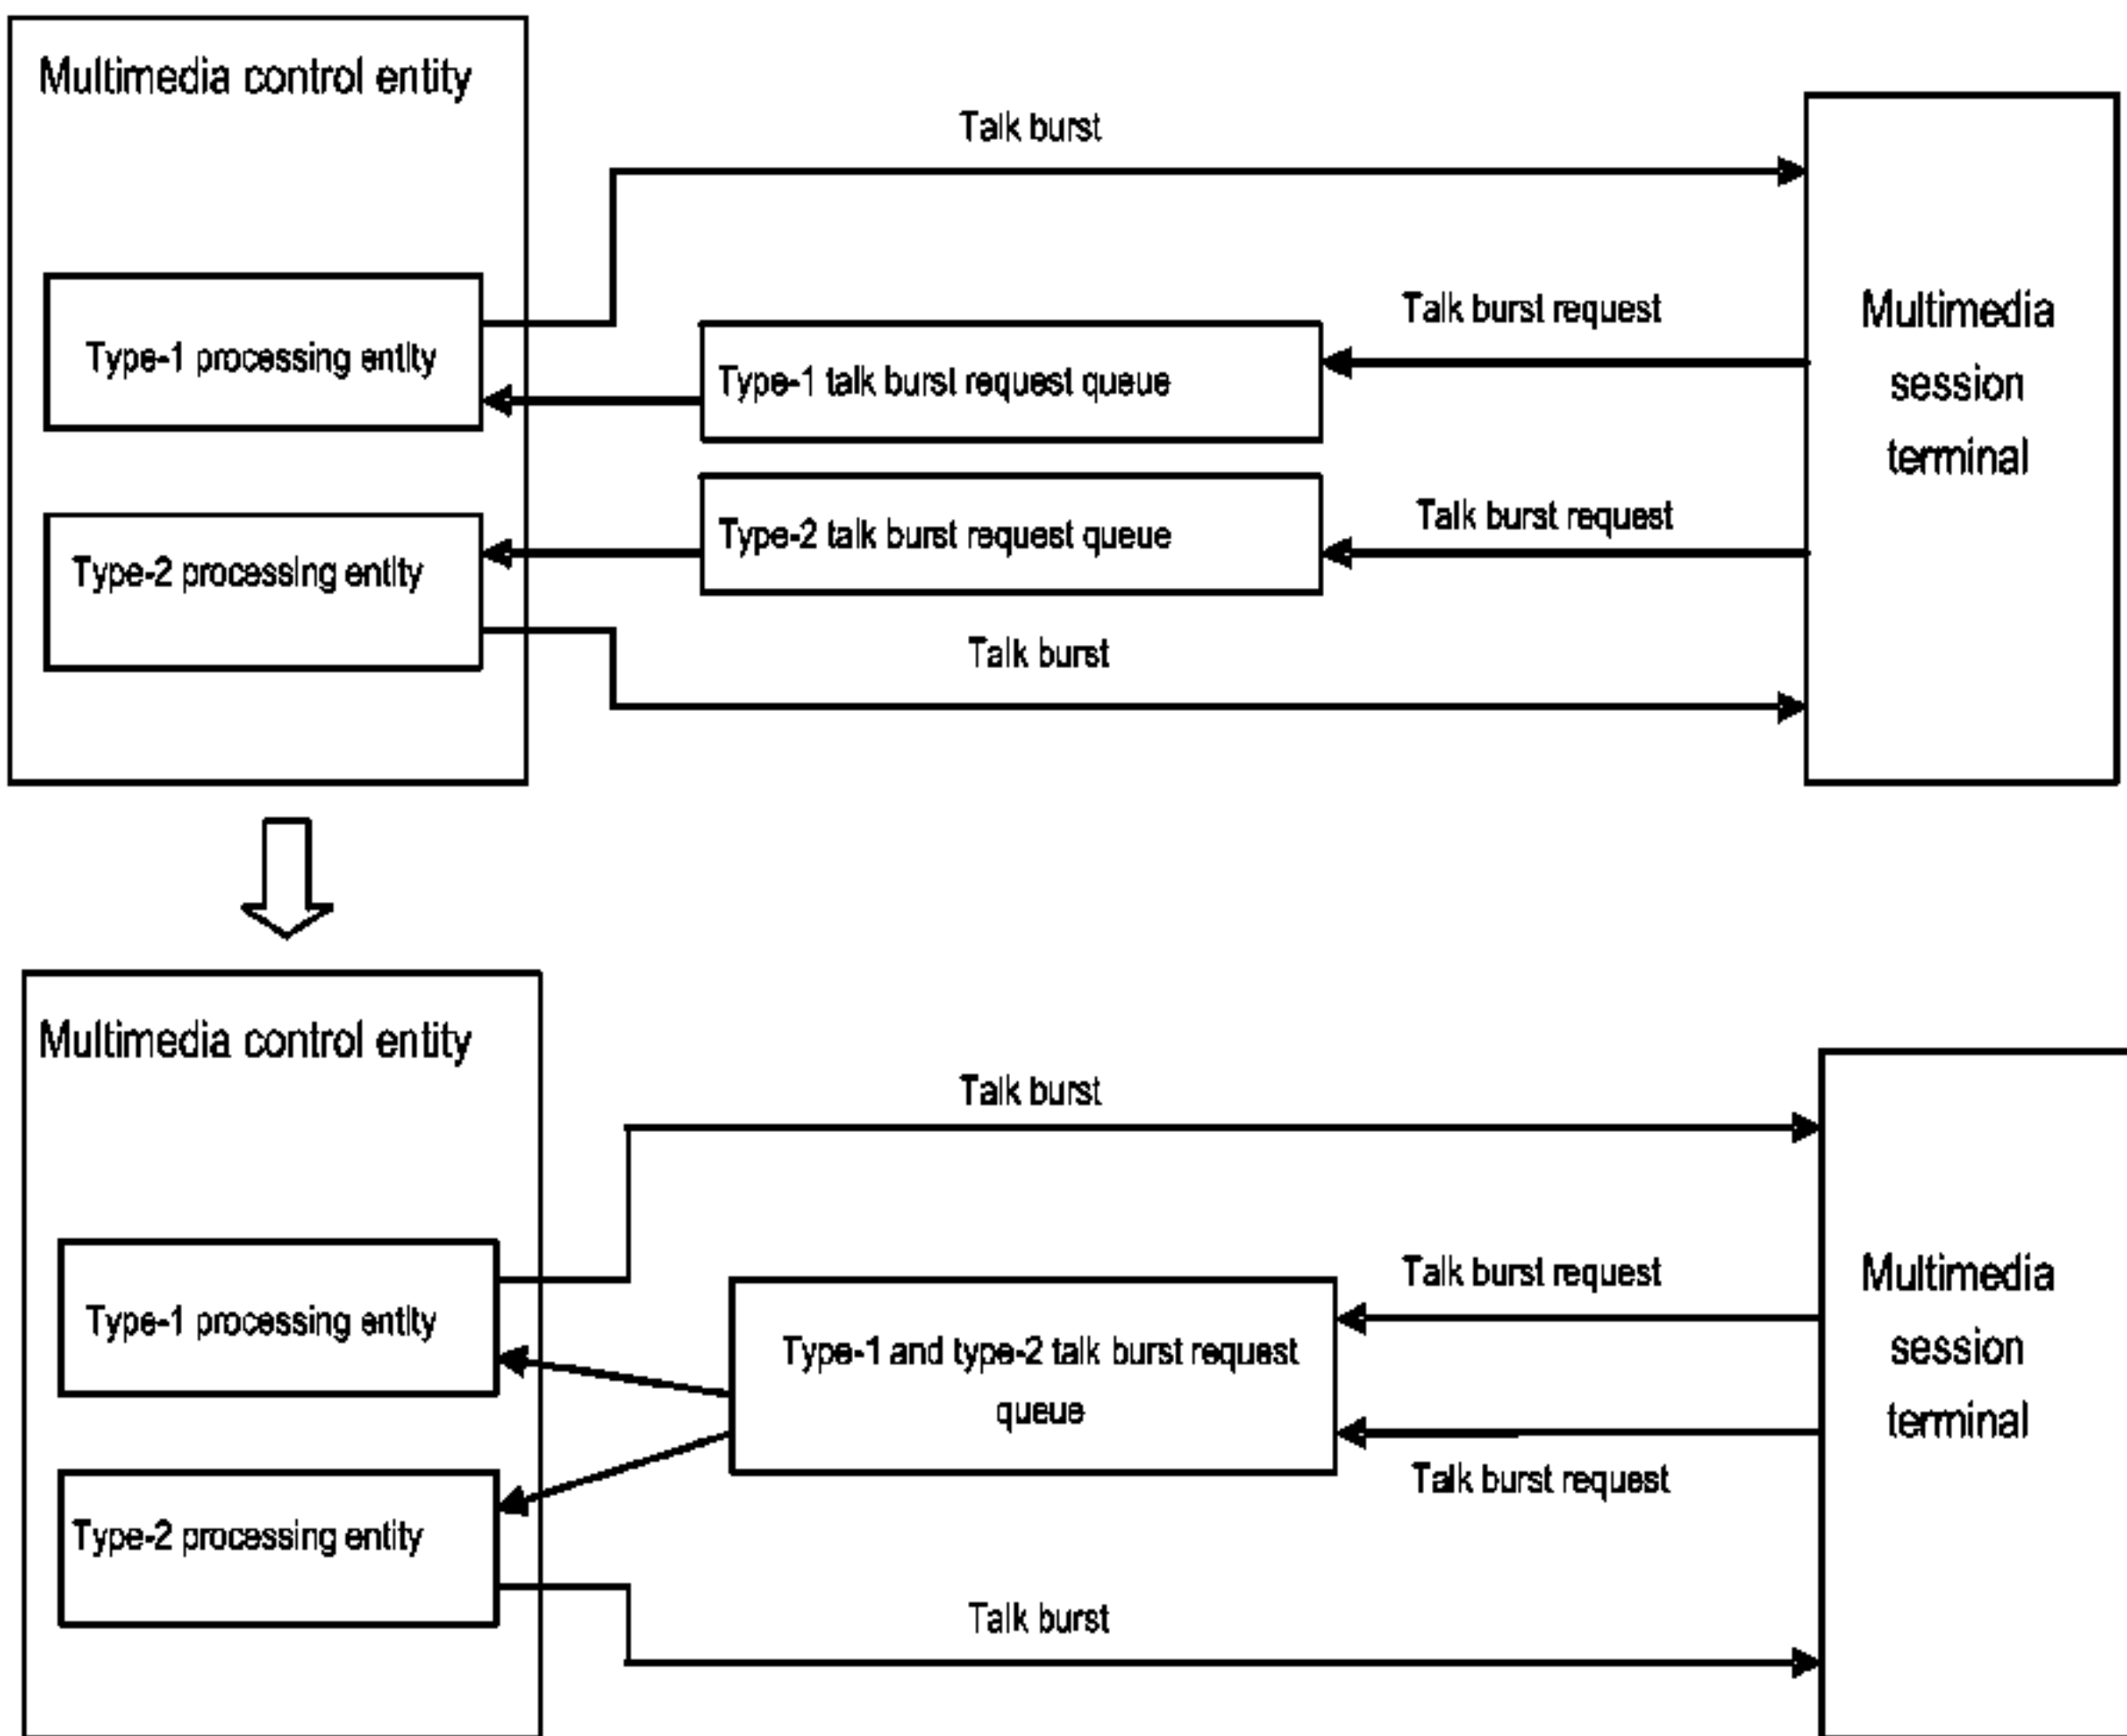 Multimedia control entity
Talk burst
Talk burst request
Multimedia
session
terminal
Type-1 processing entity
Type-1 talk burst request queue
Talk burst request
Type-2 talk burst request queue
Type-2 processing entity
Talk burst
Multimedia control entity
Talk burst
Talk burst request
Multimedia
session
terminal
Type-1 processing entity
Type-1 and type-2 talk burst request
queue
Talk burst request
Type-2 processing entity
Talk burst